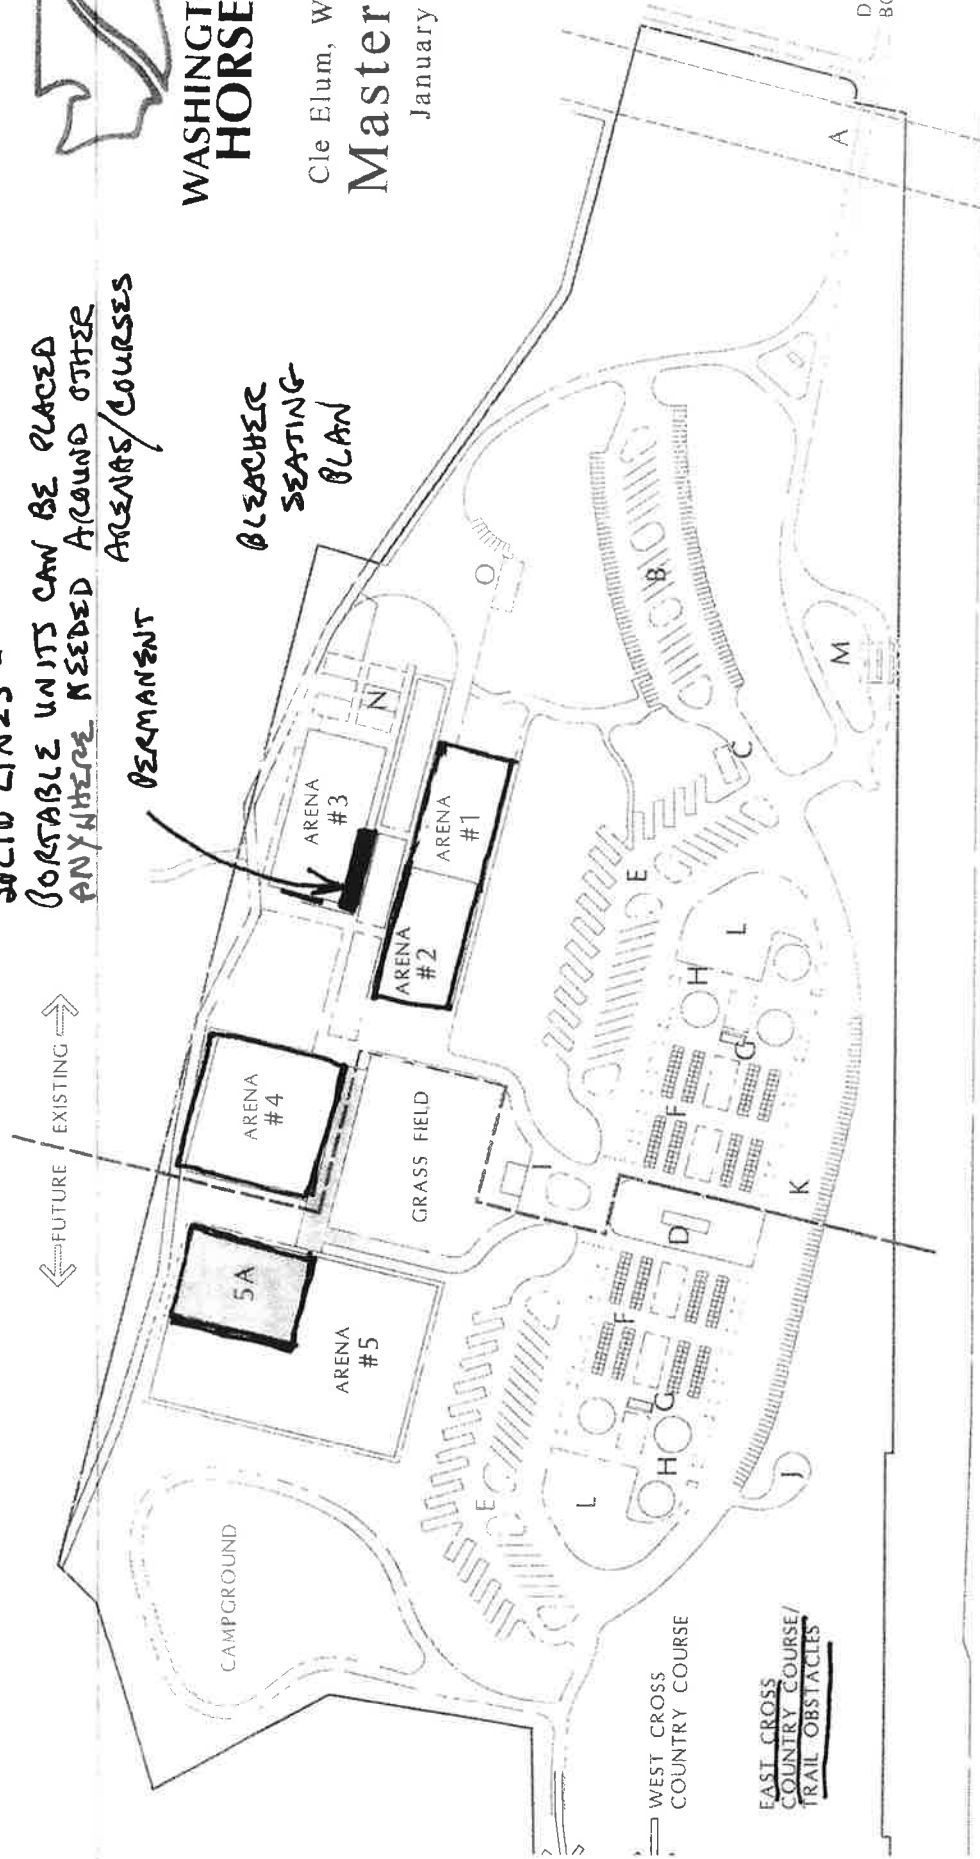 SOLID LINES -
PORTABLE UNITS CAN BE PLACED
ANYWHERE NEEDED AROUND OTHER
ARENAS/COURSES
PERMANENT
BLEACHER
SEATING
PLAN
HORSE
Cle Elum, W
Master
January
FUTURE
EXISTING
ARENA
#4
5A
ARENA
#5
ARENA
#3
ARENA
#2
ARENA
#1
GRASS FIELD
CAMPGROUND
N
O
A
B
C
M
E
L
H
G
F
I
D
K
F
G
H
L
E
J
WEST CROSS
COUNTRY COURSE
EAST CROSS
COUNTRY COURSE/
TRAIL OBSTACLES